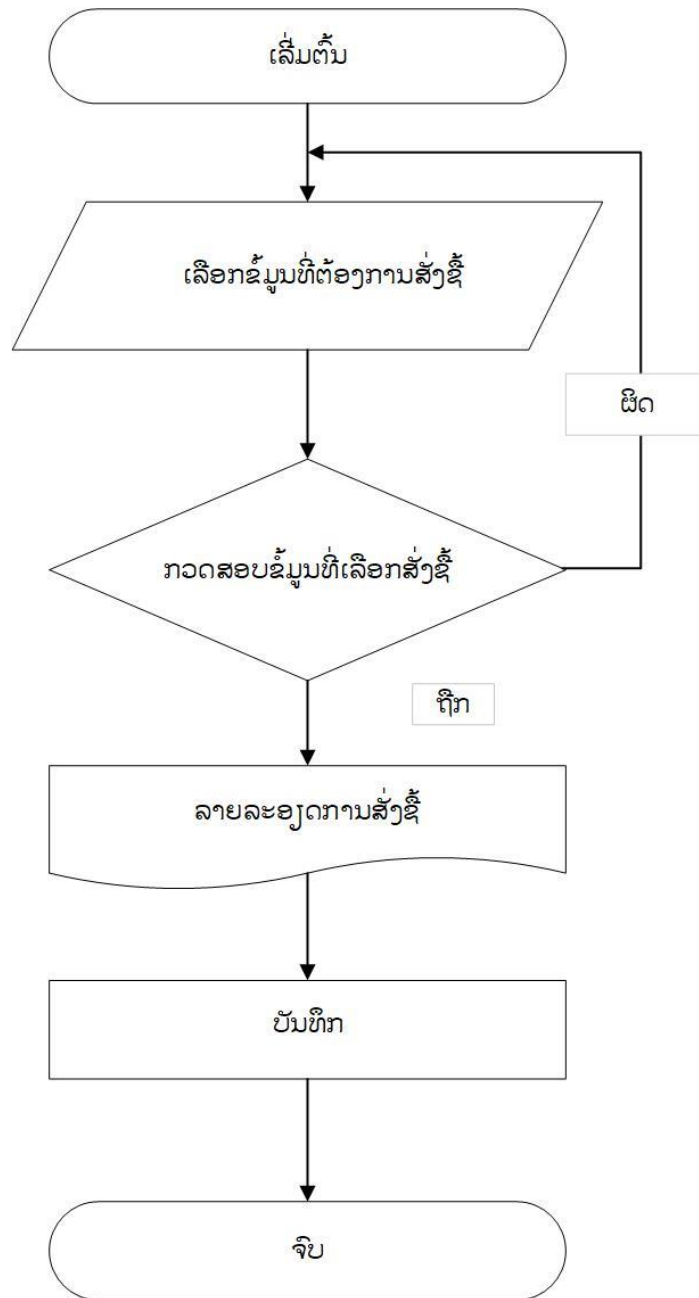 ເລີ່ມຕົ້ນ
ເລືອກຂໍ້ມູນທີ່ຕ້ອງການສັ່ງຊື້
ຜິດ
ກວດສອບຂໍ້ມູນທີ່ເລືອກສັ່ງຊື້
ຖືກ
ລາຍລະອຽດການສັ່ງຊື້
ບັນທຶກ
ຈົບ